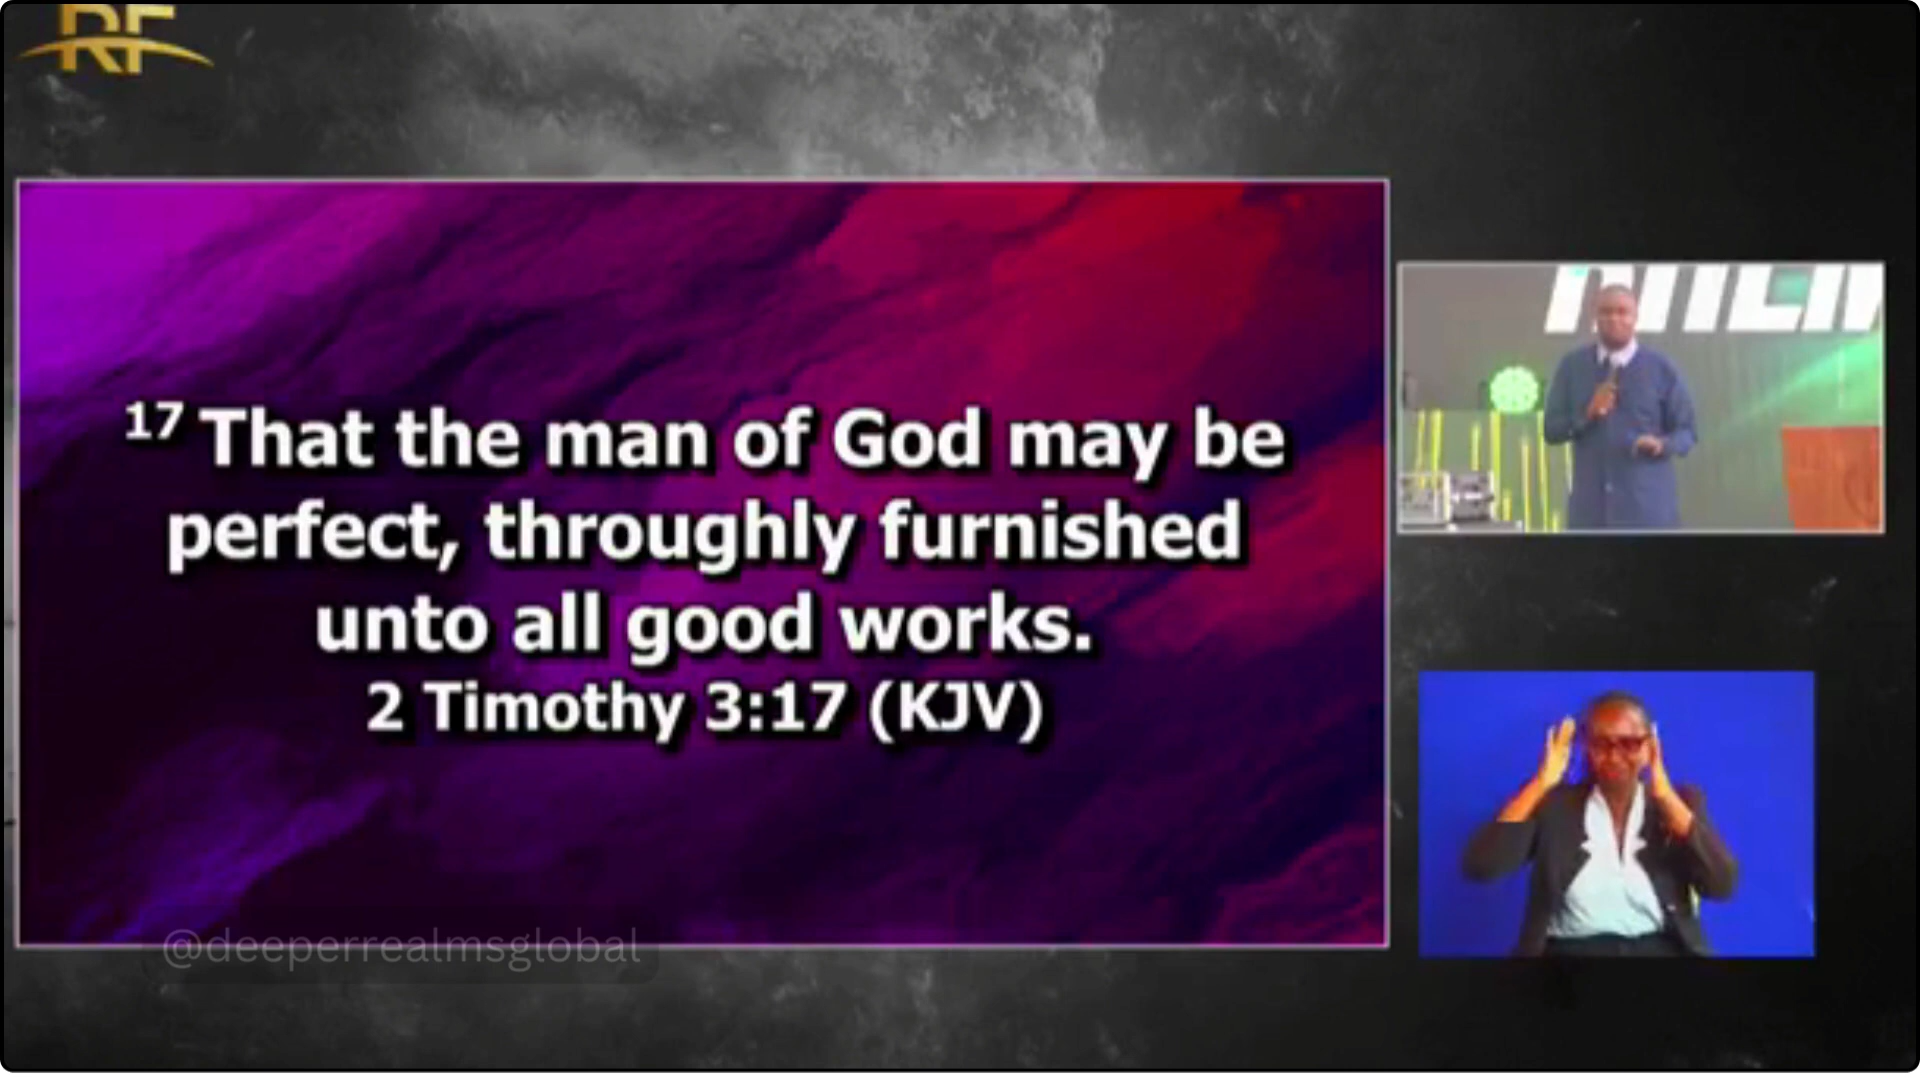 RF
17 That the man of God may be
perfect, throughly furnished
unto all good works.
2 Timothy 3:17 (KJV)
@deeperrealmsglobal